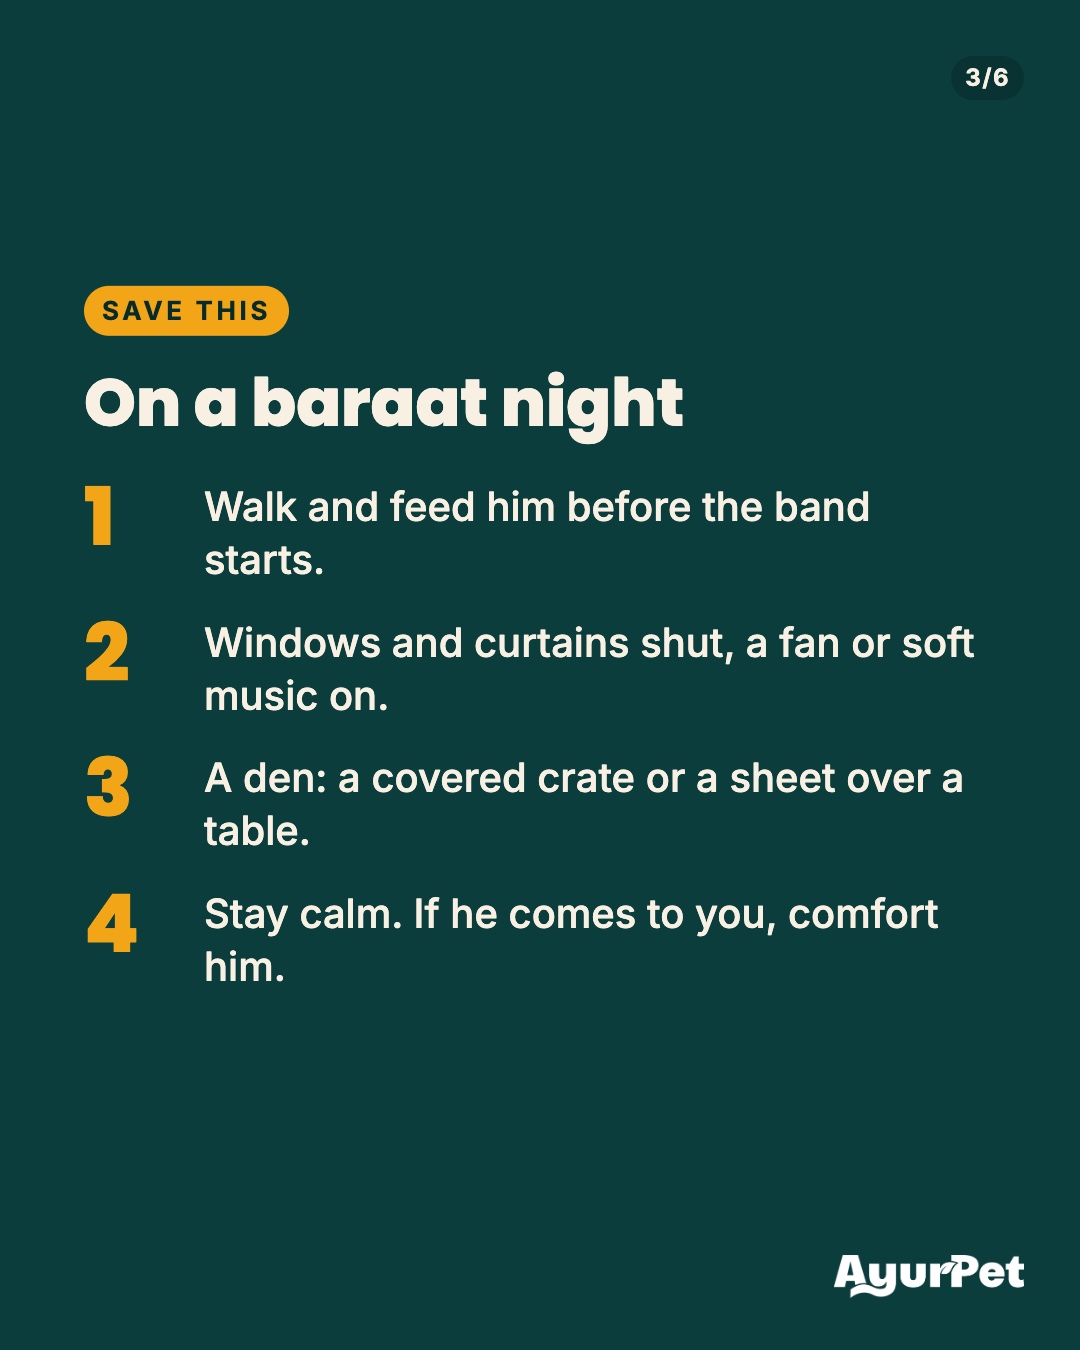 3/6
SAVE THIS
On a baraat night
1 Walk and feed him before the band
starts.
2 Windows and curtains shut, a fan or soft
music on.
3 A den: a covered crate or a sheet over a
table.
4 Stay calm. If he comes to you, comfort
him.
AyurPet